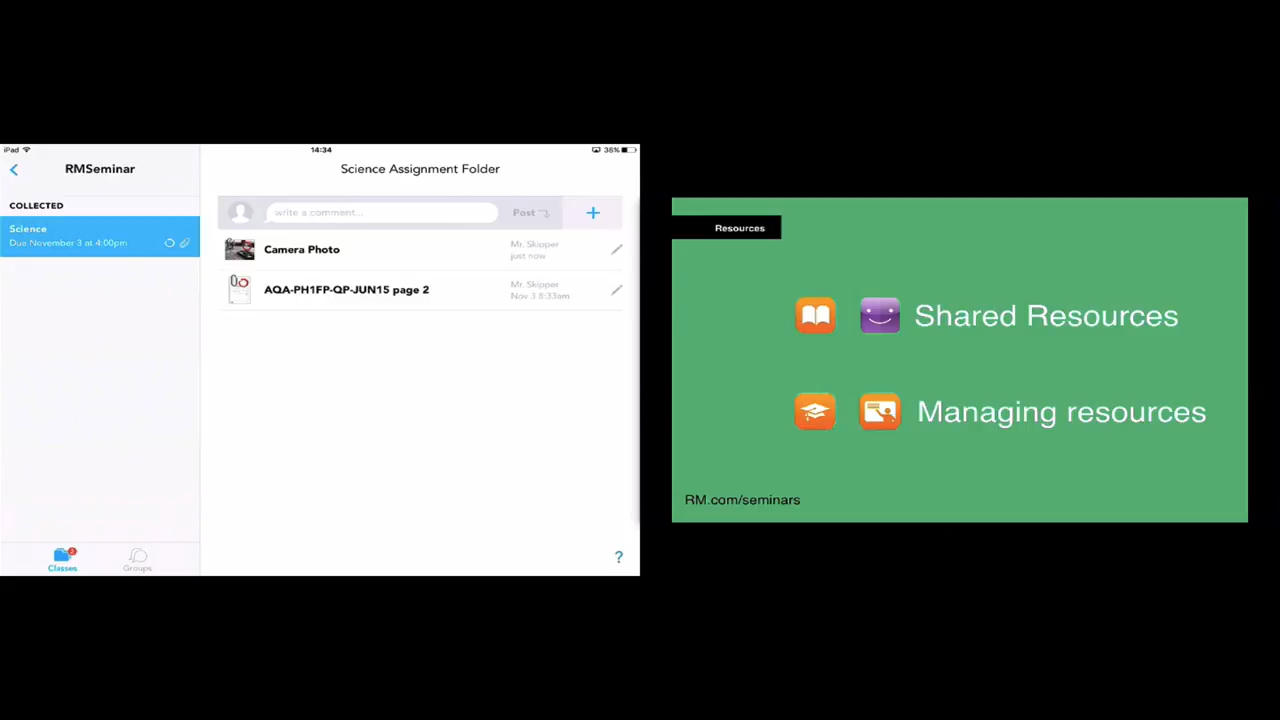 iPad
14:34
36%
RMSeminar
COLLECTED
Science
Due November 3 at 4:00pm
2
Classes
Groups
Science Assignment Folder
write a comment...
Post
+
Camera Photo
Mr. Skipper
just now
AQA-PH1FP-QP-JUN15 page 2
Mr. Skipper
Nov 3 8:33am
?
Resources
Shared Resources
Managing resources
RM.com/seminars